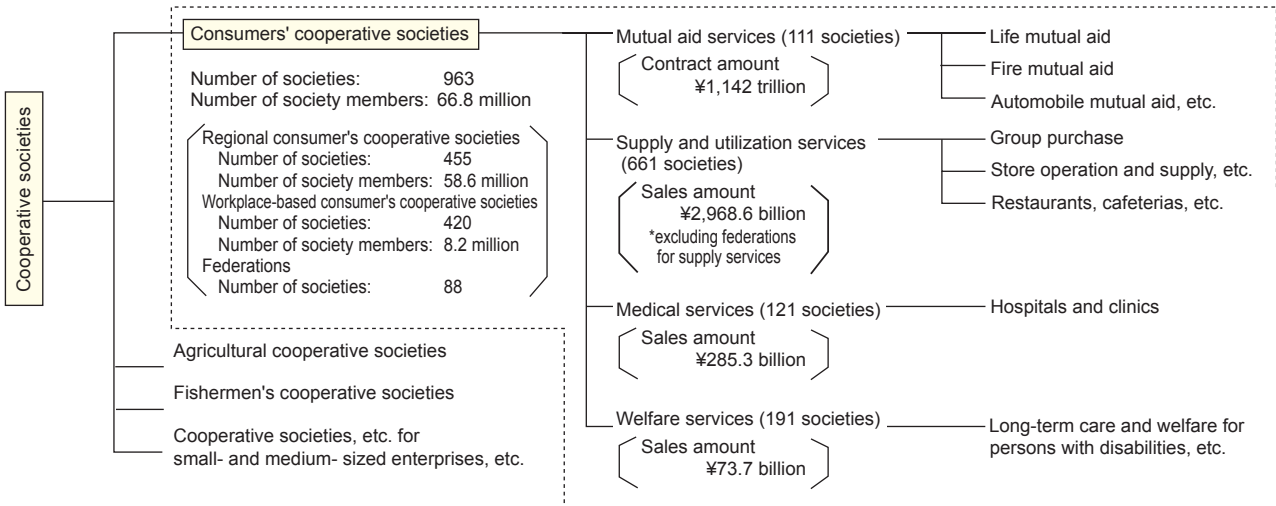 Cooperative societies
Consumers' cooperative societies
Number of societies: 963
Number of society members: 66.8 million
Regional consumer's cooperative societies
Number of societies: 455
Number of society members: 58.6 million
Workplace-based consumer's cooperative societies
Number of societies: 420
Number of society members: 8.2 million
Federations
Number of societies: 88
Agricultural cooperative societies
Fishermen's cooperative societies
Cooperative societies, etc. for
small- and medium- sized enterprises, etc.
Mutual aid services (111 societies)
Contract amount
¥1,142 trillion
Life mutual aid
Fire mutual aid
Automobile mutual aid, etc.
Supply and utilization services
(661 societies)
Sales amount
¥2,968.6 billion
*excluding federations
for supply services
Group purchase
Store operation and supply, etc.
Restaurants, cafeterias, etc.
Medical services (121 societies)
Sales amount
¥285.3 billion
Hospitals and clinics
Welfare services (191 societies)
Sales amount
¥73.7 billion
Long-term care and welfare for
persons with disabilities, etc.